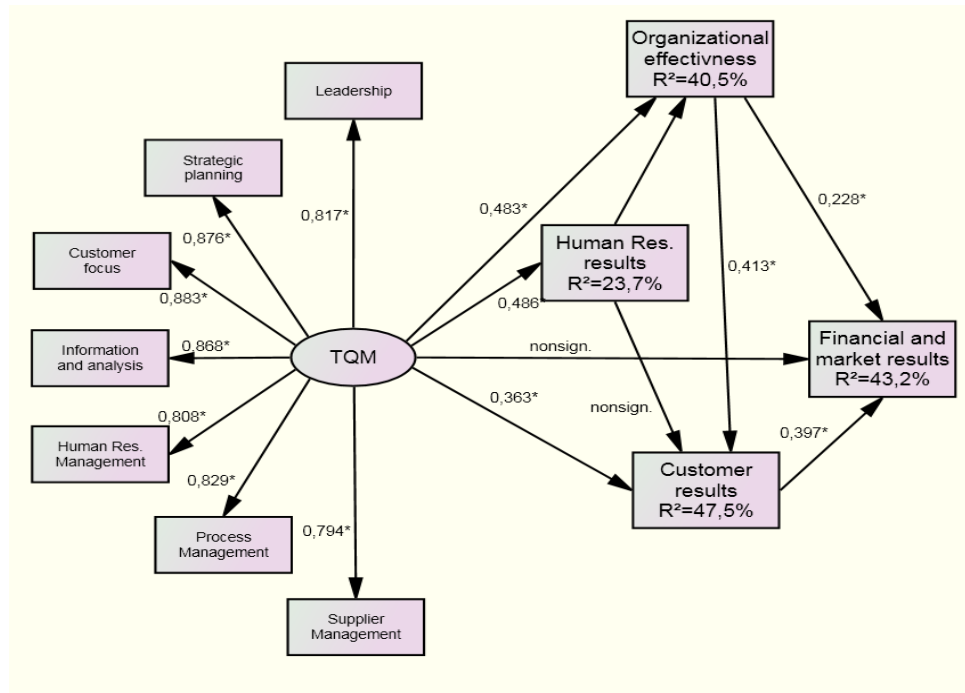 Organizational
effectivness
R²=40,5%
Leadership
Strategic
planning
0,817*
0,483*
0,228*
0,876*
Customer
focus
Human Res.
results
R²=23,7%
0,413*
0,883*
0,486*
Information
and analysis
0,868*
TQM
nonsign.
Financial and
market results
R²=43,2%
0,363*
nonsign.
0,808*
Human Res.
Management
0,397*
Customer
results
R²=47,5%
0,829*
Process
Management
0,794*
Supplier
Management